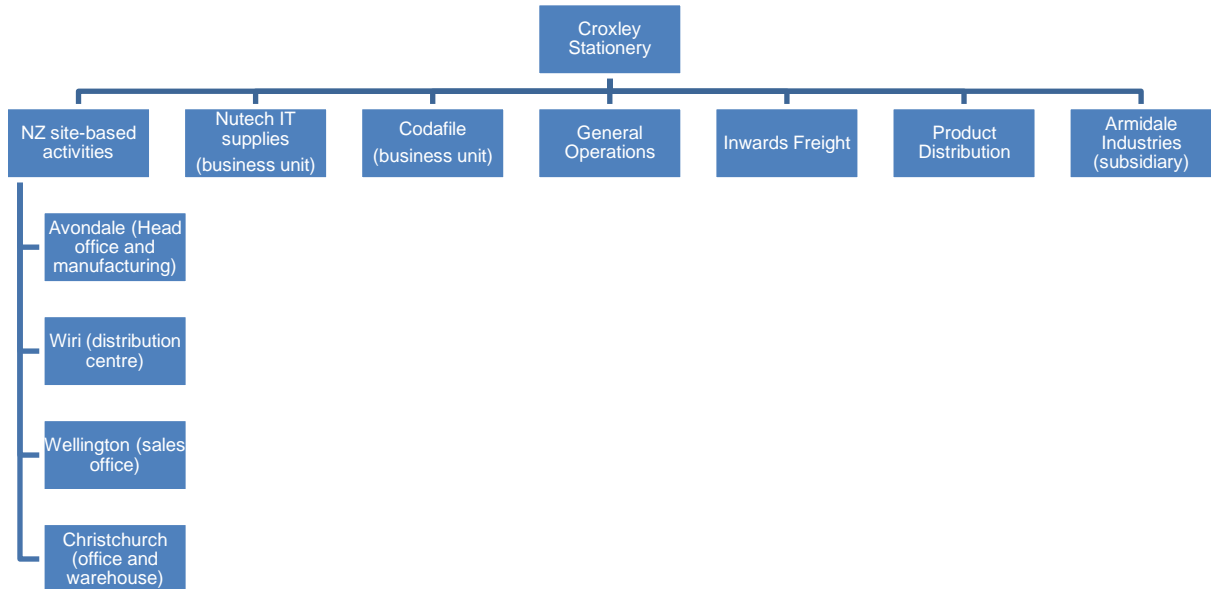 Croxley
Stationery
NZ site-based
activities
Nutech IT
supplies
(business unit)
Codafile
(business unit)
General
Operations
Inwards Freight
Product
Distribution
Armidale
Industries
(subsidiary)
Avondale (Head
office and
manufacturing)
Wiri (distribution
centre)
Wellington (sales
office)
Christchurch
(office and
warehouse)